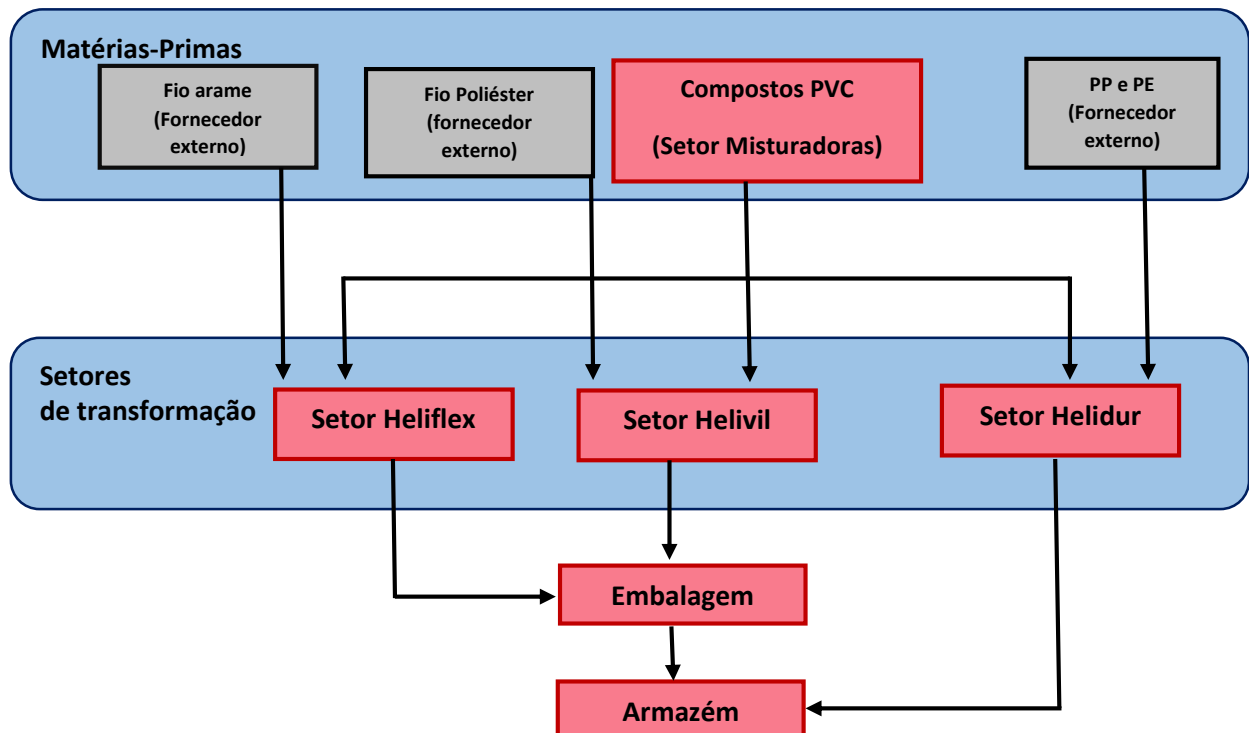 Matérias-Primas
Fio arame
(Fornecedor
externo)
Fio Poliéster
(fornecedor
externo)
Compostos PVC
(Setor Misturadoras)
PP e PE
(Fornecedor
externo)
Setores
de transformação
Setor Heliflex
Setor Helivil
Setor Helidur
Embalagem
Armazém